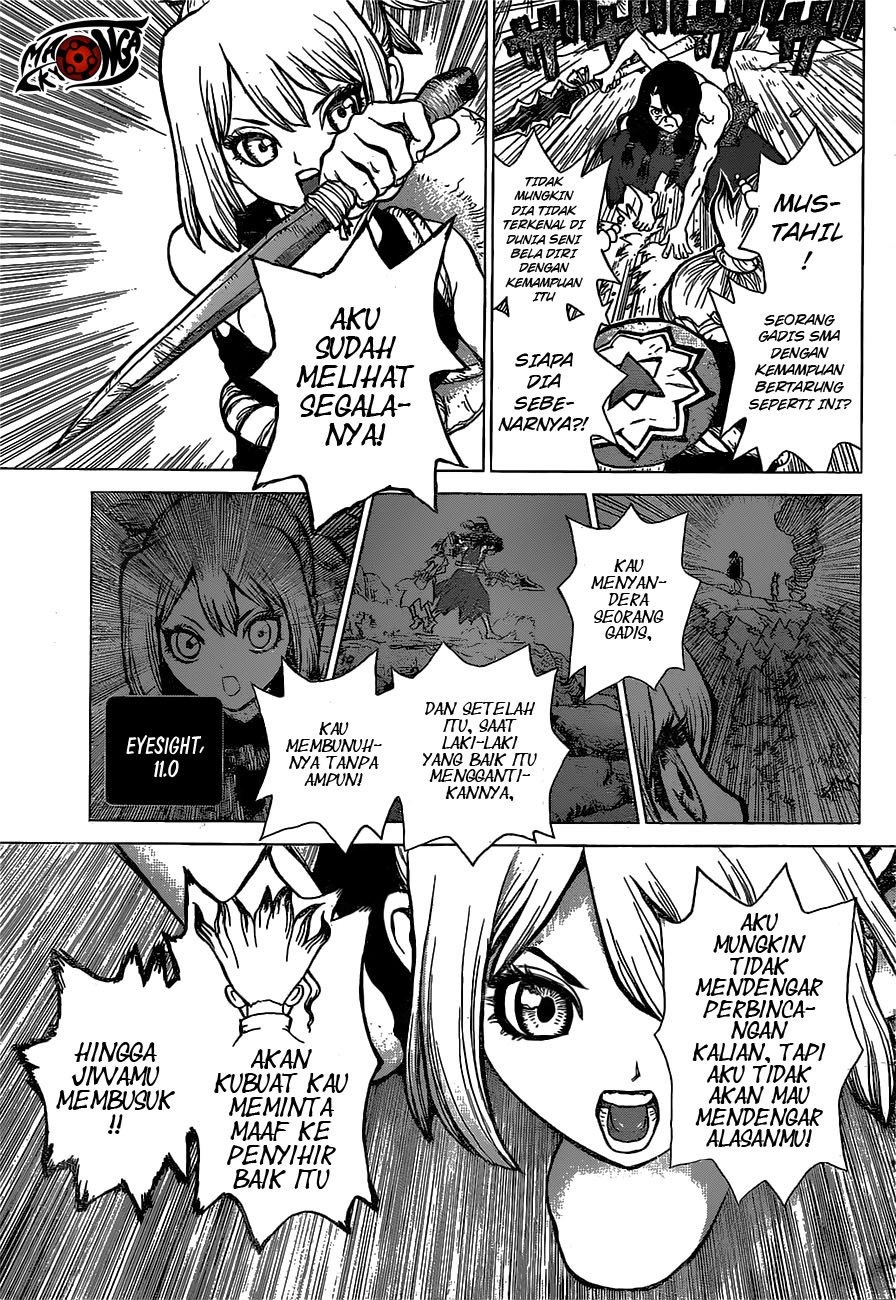 MUS-
TAHIL
!
SEORANG
GADIS SMA
DENGAN
KEMAMPUAN
BERTARUNG
SEPERTI INI?
TIDAK
MUNGKIN
DIA TIDAK
TERKENAL DI
DUNIA SENI
BELA DIRI
DENGAN
KEMAMPUAN
ITU
SIAPA
DIA
SEBE-
NARNYA?!
MANGAK
AKU
SUDAH
MELIHAT
SEGALA-
NYA!
KAU
MENYAN-
DERA
SEORANG
GADIS,
DAN SETELAH
ITU, SAAT
LAKI-LAKI
YANG BAIK ITU
MENGGANTI-
KANNYA,
KAU
MEMBUNUH-
NYA TANPA
AMPUN!
EYESIGHT,
11.0
AKU
MUNGKIN
TIDAK
MENDENGAR
PERBINCA-
NGAN
KALIAN, TAPI
AKU TIDAK
AKAN MAU
MENDENGAR
ALASANMU!
AKAN
KUBUAT KAU
MEMINTA
MAAF KE
PENYIHIR
BAIK ITU
HINGGA
JIWAMU
MEMBUSUK
!!